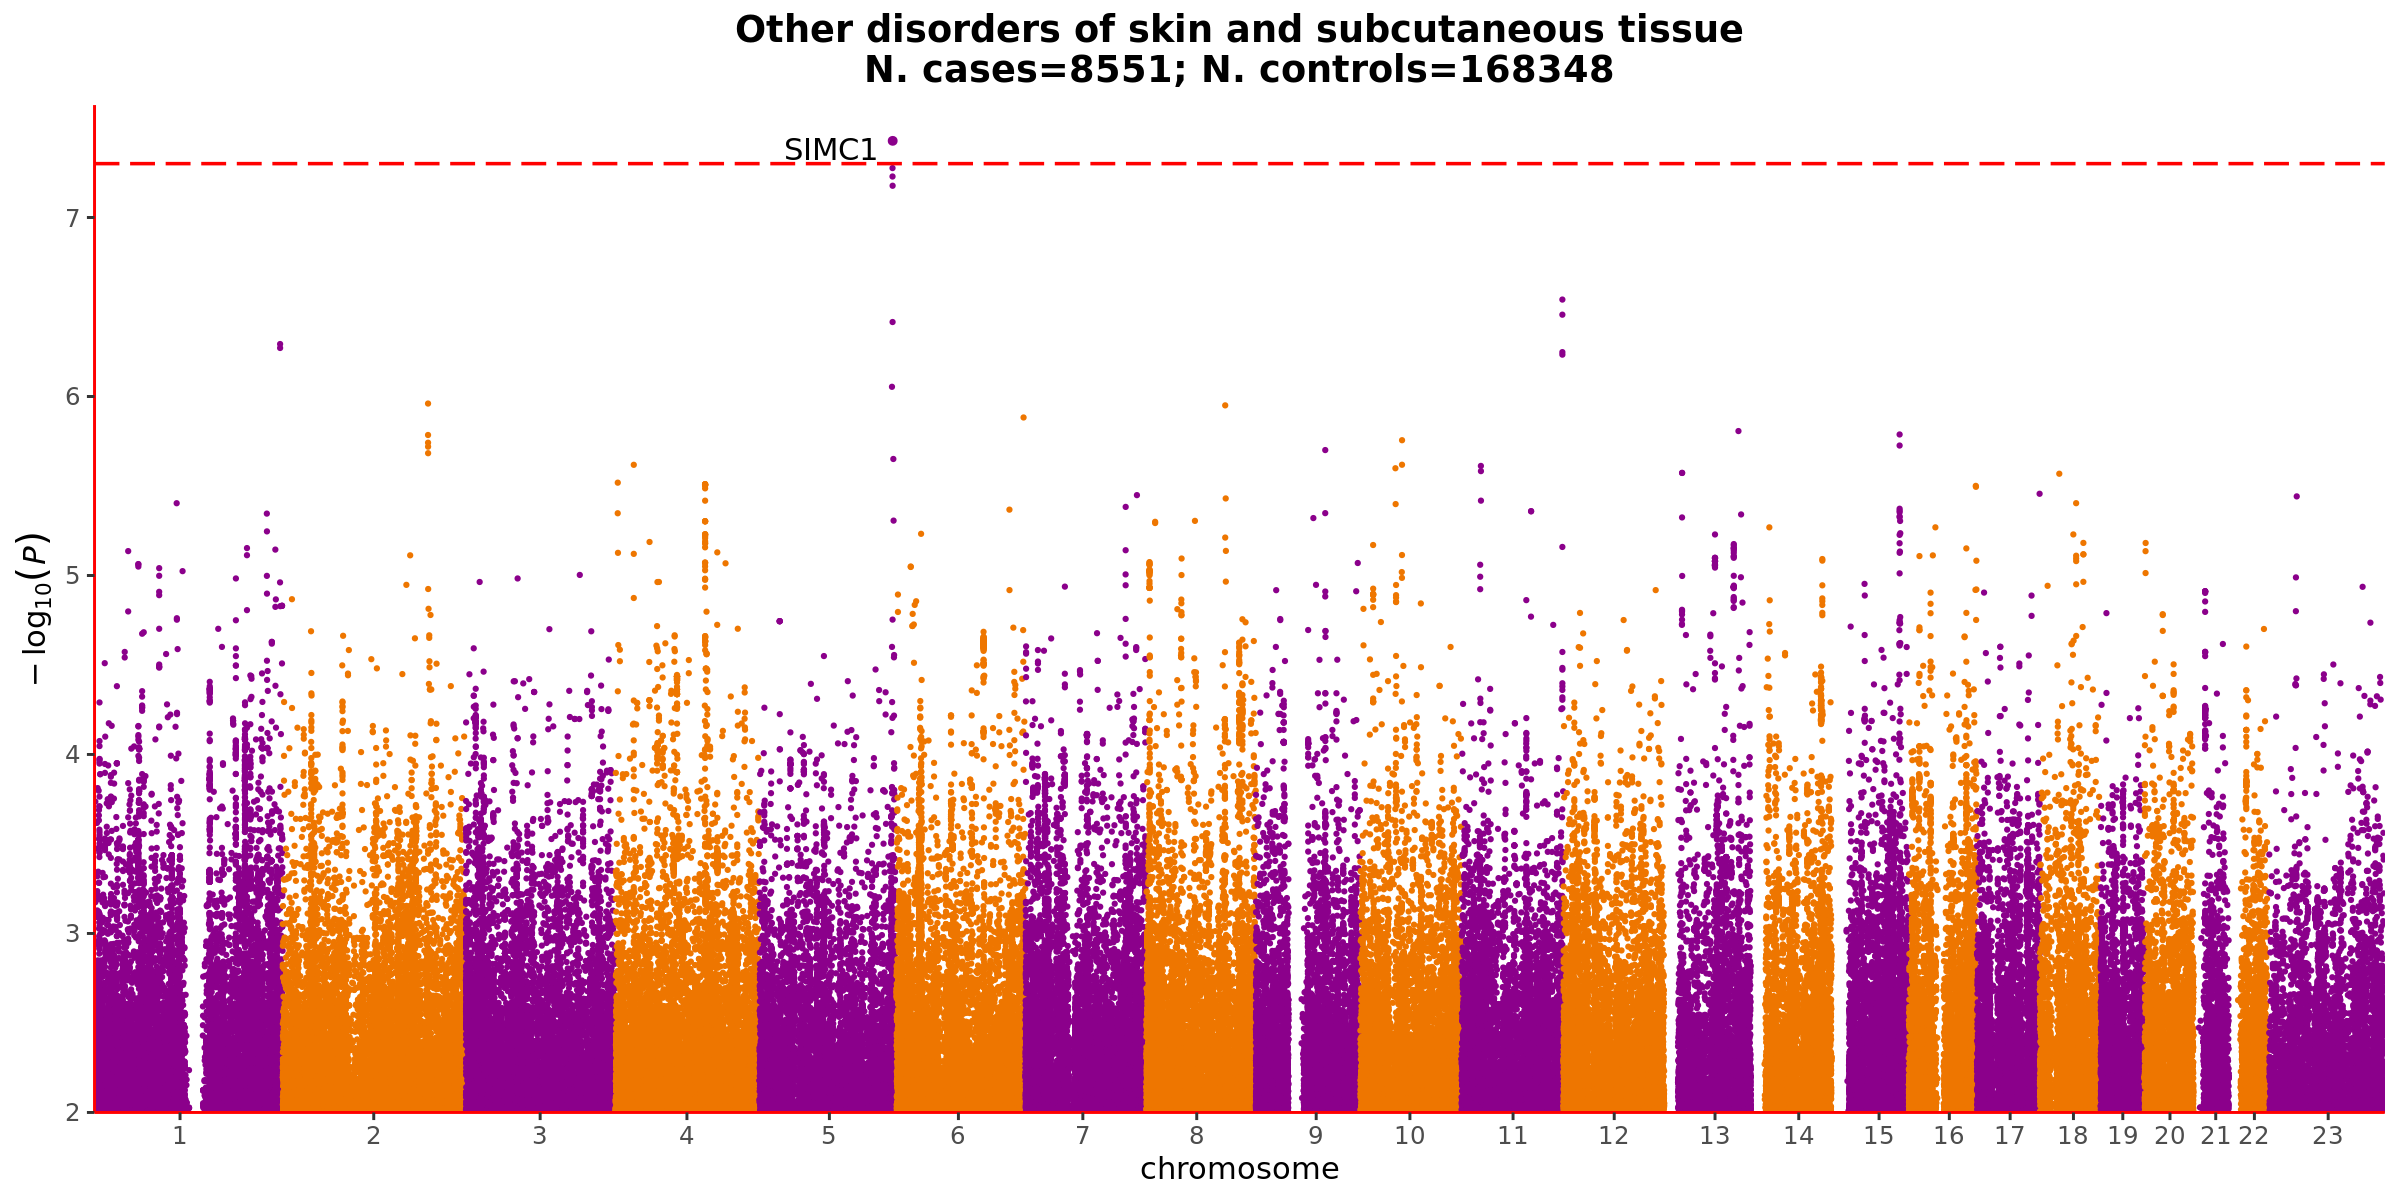 Other disorders of skin and subcutaneous tissue
N. cases=8551; N. controls=168348
SIMC1
7
6
5
4
3
2
− log10(P)
1 2 3 4 5 6 7 8 9 10 11 12 13 14 15 16 17 18 19 20 21 22 23
chromosome